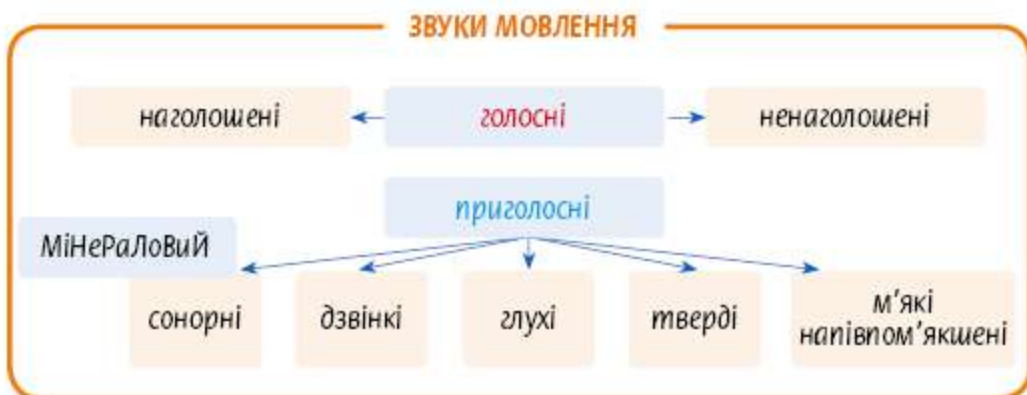 ЗВУКИ МОВЛЕННЯ
наголошені голосні ненаголошені
приголосні
МіНеРаЛоВиЙ
сонорні дзвінкі глухі тверді м'які
напівпом'якшені